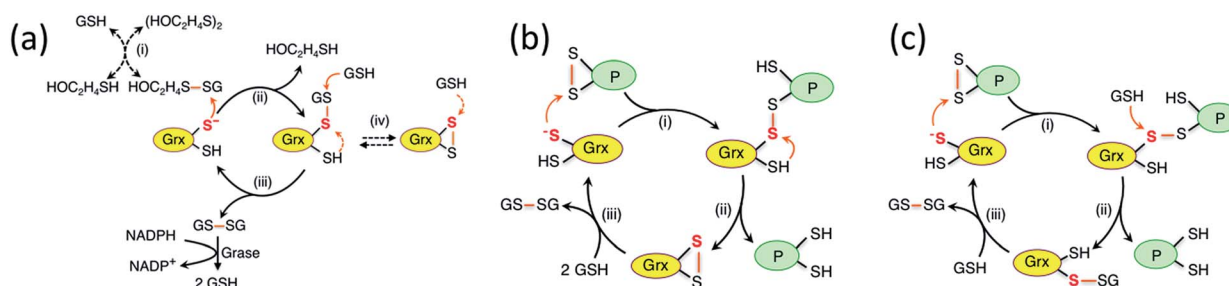 (a)
GSH
(HOC₂H₄S)₂
(i)
HOC₂H₄SH
HOC₂H₄S—SG
HOC₂H₄SH
(ii)
GSH
GS
S⁻
S
Grx
SH
Grx
SH
(iv)
GSH
S
Grx
S
(iii)
GS—SG
NADPH
Grase
NADP⁺
2 GSH
(b)
S
S
P
HS
P
(i)
S
S
⁻S
HS
Grx
Grx
SH
GS—SG
(iii)
(ii)
2 GSH
Grx
S
S
P
SH
SH
(c)
S
S
P
GSH
HS
P
(i)
S—S
⁻S
HS
Grx
Grx
SH
GS—SG
(iii)
(ii)
GSH
Grx
SH
S—SG
P
SH
SH